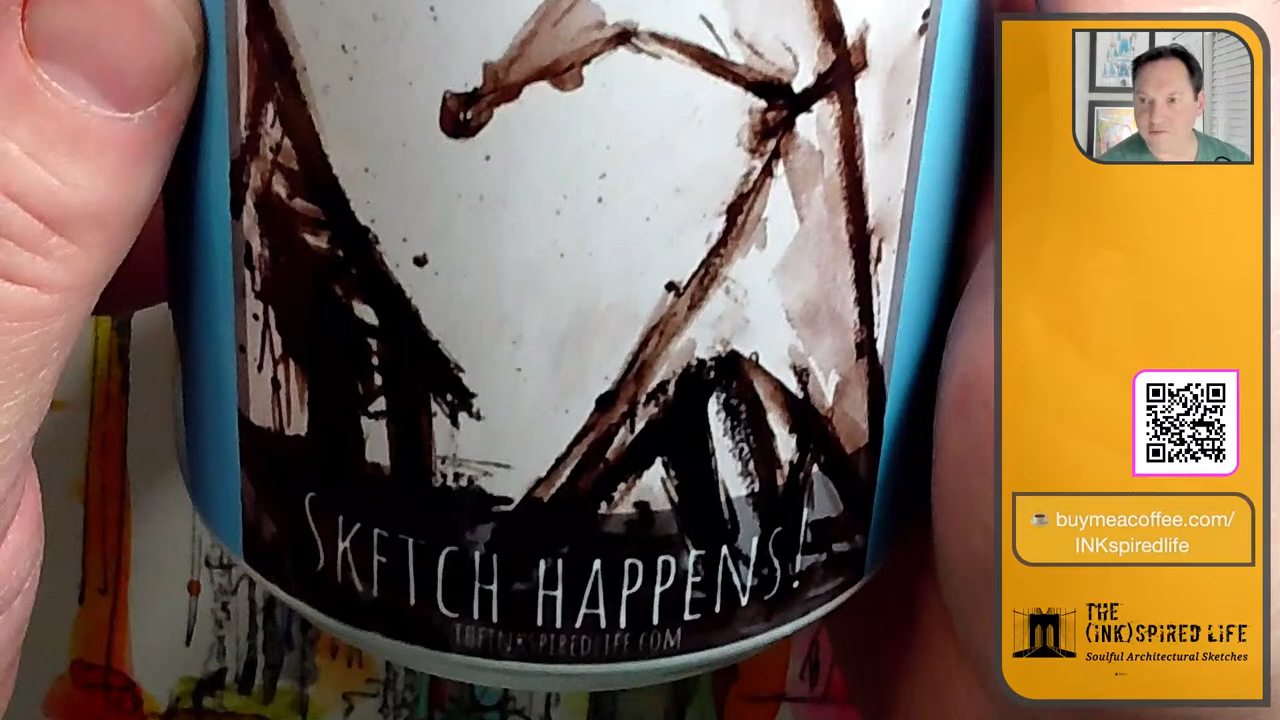 SKETCH HAPPENS!
THEINKSPIREDLIFE.COM
buymeacoffee.com/
INKspiredlife
THE
(INK)SPIRED LIFE
Soulful Architectural Sketches